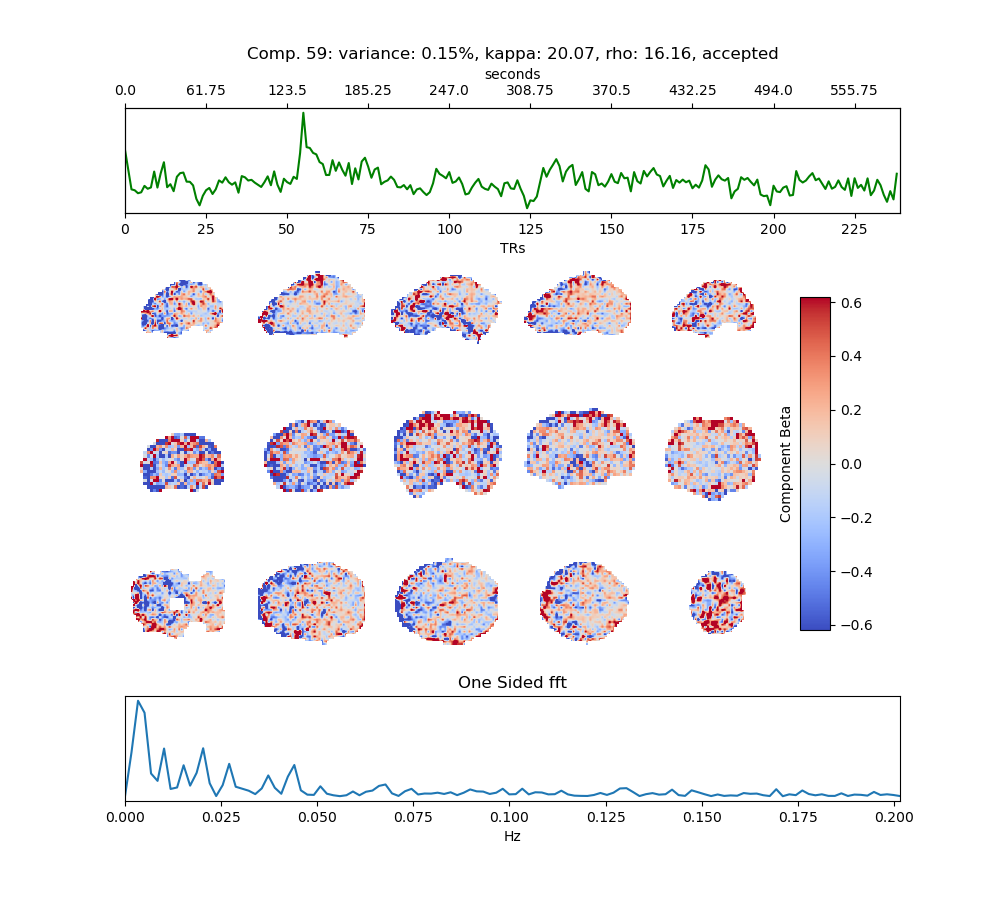 Comp. 59: variance: 0.15%, kappa: 20.07, rho: 16.16, accepted
seconds
0.0 61.75 123.5 185.25 247.0 308.75 370.5 432.25 494.0 555.75
0 25 50 75 100 125 150 175 200 225
TRs
0.6
0.4
0.2
0.0
−0.2
−0.4
−0.6
Component Beta
One Sided fft
0.000 0.025 0.050 0.075 0.100 0.125 0.150 0.175 0.200
Hz